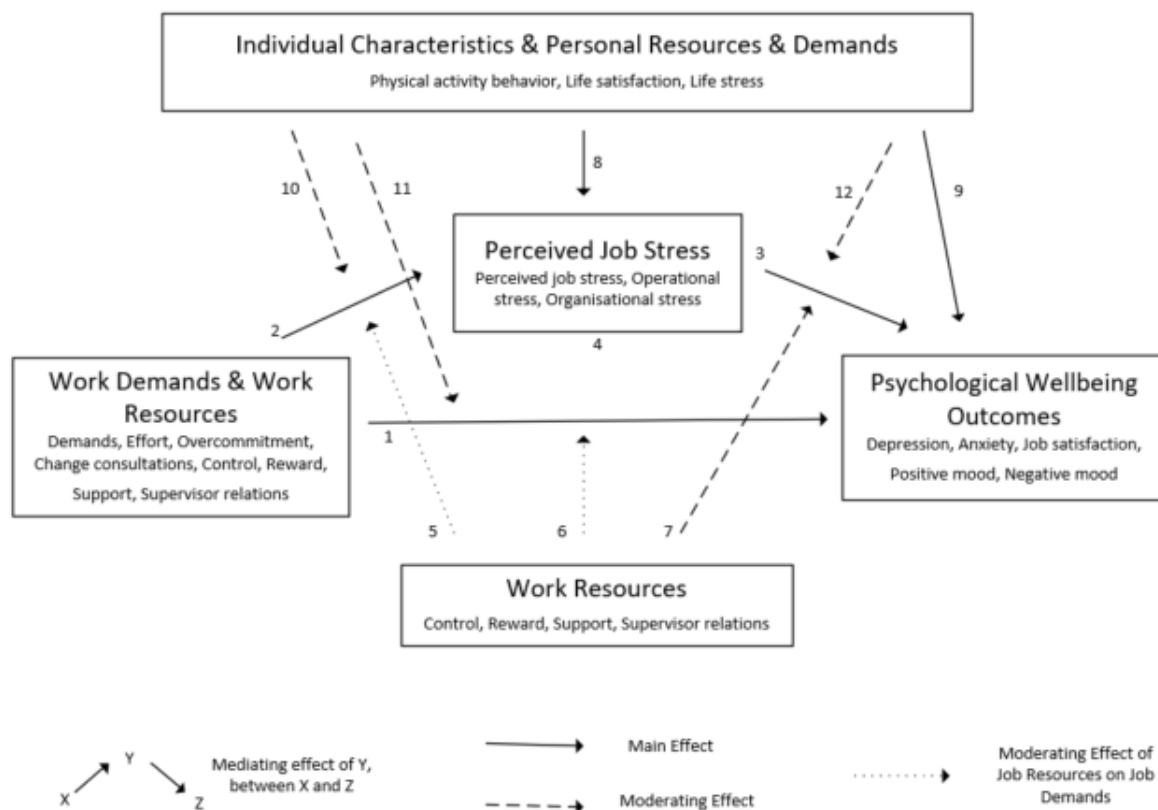 Individual Characteristics & Personal Resources & Demands
Physical activity behavior, Life satisfaction, Life stress
8
10
11
12
9
Perceived Job Stress
Perceived job stress, Operational
stress, Organisational stress
3
2
4
Work Demands & Work
Resources
Demands, Effort, Overcommitment,
Change consultations, Control, Reward,
Support, Supervisor relations
1
Psychological Wellbeing
Outcomes
Depression, Anxiety, Job satisfaction,
Positive mood, Negative mood
5
6
7
Work Resources
Control, Reward, Support, Supervisor relations
Y
X
Z
Mediating effect of Y,
between X and Z
Main Effect
Moderating Effect
Moderating Effect of
Job Resources on Job
Demands